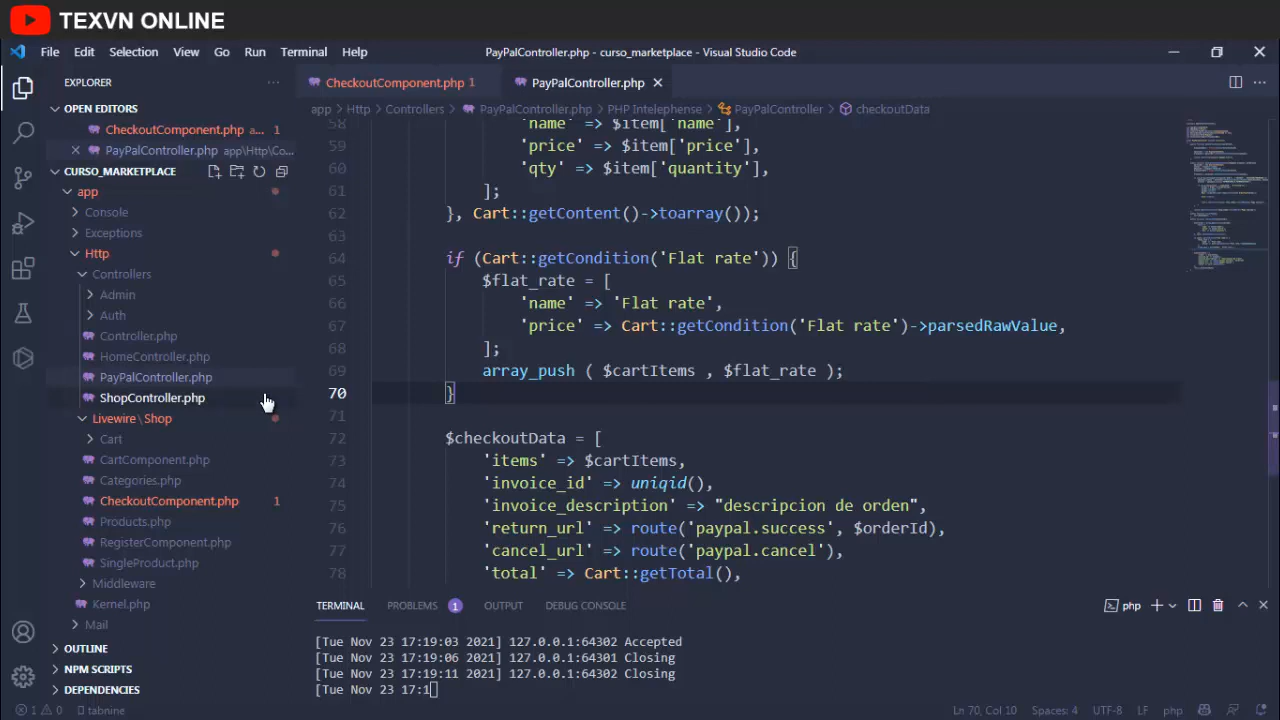 TEXVN ONLINE
File Edit Selection View Go Run Terminal Help PayPalController.php - curso_marketplace - Visual Studio Code
EXPLORER
CheckoutComponent.php 1 PayPalController.php
OPEN EDITORS
CheckoutComponent.php a... 1
PayPalController.php app\Http\Co...
CURSO_MARKETPLACE
app
Console
Exceptions
Http
Controllers
Admin
Auth
Controller.php
HomeController.php
PayPalController.php
ShopController.php
Livewire\Shop
Cart
CartComponent.php
Categories.php
CheckoutComponent.php 1
Products.php
RegisterComponent.php
SingleProduct.php
Middleware
Kernel.php
Mail
OUTLINE
NPM SCRIPTS
DEPENDENCIES
app > Http > Controllers > PayPalController.php > PHP Intelephense > PayPalController > checkoutData
58 'name' => $item['name'],
59 'price' => $item['price'],
60 'qty' => $item['quantity'],
61 ];
62 }, Cart::getContent()->toarray());
63
64 if (Cart::getCondition('Flat rate')) {
65 $flat_rate = [
66 'name' => 'Flat rate',
67 'price' => Cart::getCondition('Flat rate')->parsedRawValue,
68 ];
69 array_push ( $cartItems , $flat_rate );
70 }
71
72 $checkoutData = [
73 'items' => $cartItems,
74 'invoice_id' => uniqid(),
75 'invoice_description' => "descripcion de orden",
76 'return_url' => route('paypal.success', $orderId),
77 'cancel_url' => route('paypal.cancel'),
78 'total' => Cart::getTotal(),
TERMINAL PROBLEMS 1 OUTPUT DEBUG CONSOLE php
[Tue Nov 23 17:19:03 2021] 127.0.0.1:64302 Accepted
[Tue Nov 23 17:19:06 2021] 127.0.0.1:64301 Closing
[Tue Nov 23 17:19:11 2021] 127.0.0.1:64302 Closing
[Tue Nov 23 17:1
1 0 tabnine Ln 70, Col 10 Spaces: 4 UTF-8 LF php